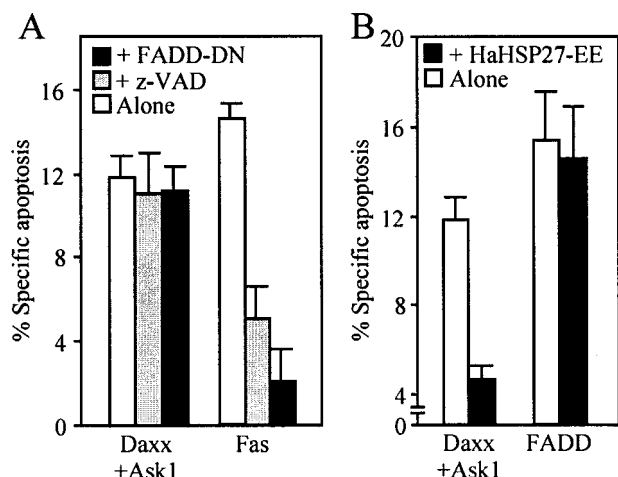 A
+ FADD-DN
+ z-VAD
Alone
% Specific apoptosis
16
12
8
4
0
Daxx
+Ask1
Fas
B
+ HaHSP27-EE
Alone
% Specific apoptosis
20
16
12
8
4
0
Daxx
+Ask1
FADD